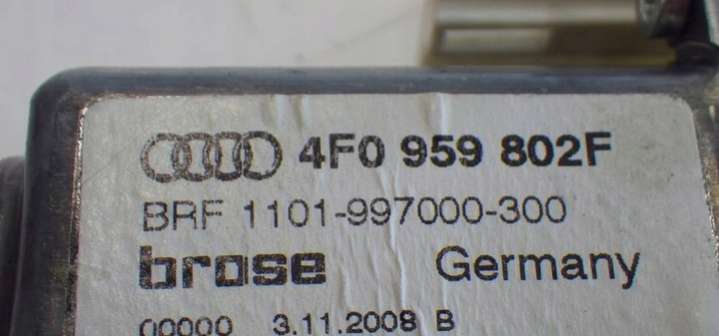 4F0 959 802F
BRF 1101-997000-300
brose Germany
00000 3.11.2008 B